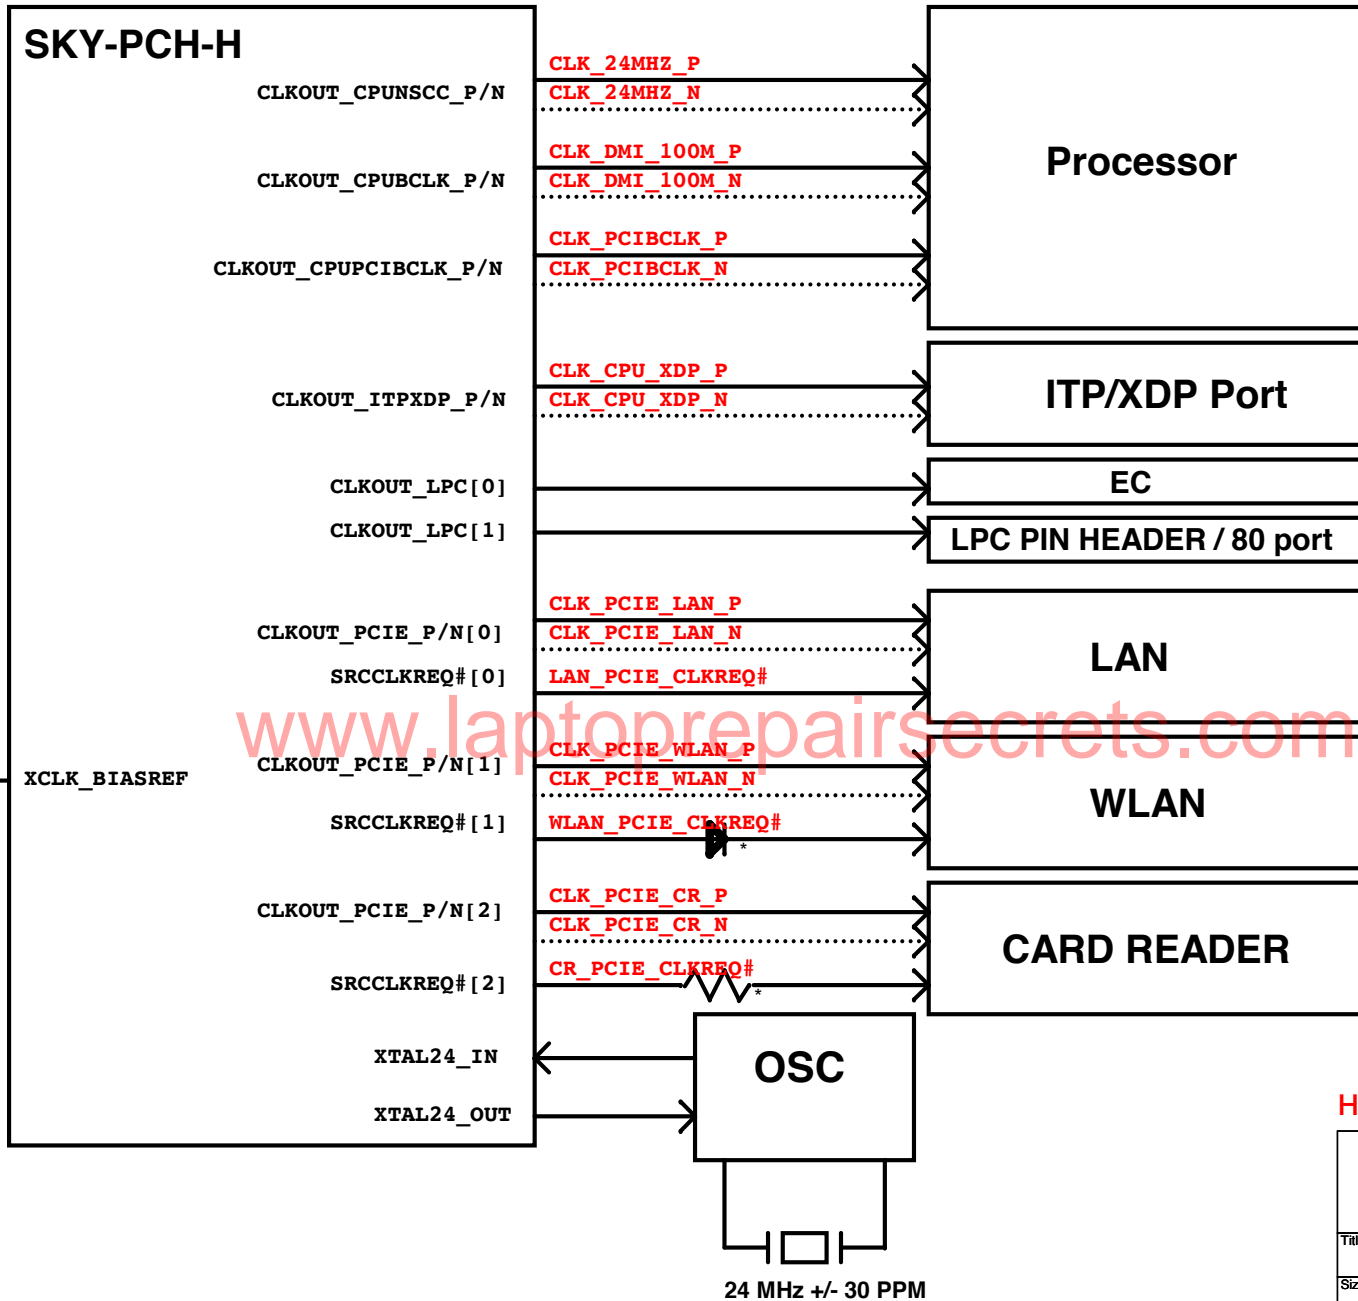 SKY-PCH-H
CLKOUT_CPUNSCC_P/N
CLK_24MHZ_P
CLK_24MHZ_N
CLKOUT_CPUBCLK_P/N
CLK_DMI_100M_P
CLK_DMI_100M_N
CLKOUT_CPUPCIBCLK_P/N
CLK_PCIBCLK_P
CLK_PCIBCLK_N
Processor
CLKOUT_ITPXDP_P/N
CLK_CPU_XDP_P
CLK_CPU_XDP_N
ITP/XDP Port
CLKOUT_LPC[0]
EC
CLKOUT_LPC[1]
LPC PIN HEADER / 80 port
CLKOUT_PCIE_P/N[0]
CLK_PCIE_LAN_P
CLK_PCIE_LAN_N
SRCCLKREQ#[0]
LAN_PCIE_CLKREQ#
LAN
www.laptoprepairsecrets.com
XCLK_BIASREF
CLKOUT_PCIE_P/N[1]
CLK_PCIE_WLAN_P
CLK_PCIE_WLAN_N
SRCCLKREQ#[1]
WLAN_PCIE_CLKREQ#
*
WLAN
CLKOUT_PCIE_P/N[2]
CLK_PCIE_CR_P
CLK_PCIE_CR_N
SRCCLKREQ#[2]
CR_PCIE_CLKREQ#
*
CARD READER
XTAL24_IN
XTAL24_OUT
OSC
24 MHz +/- 30 PPM
H